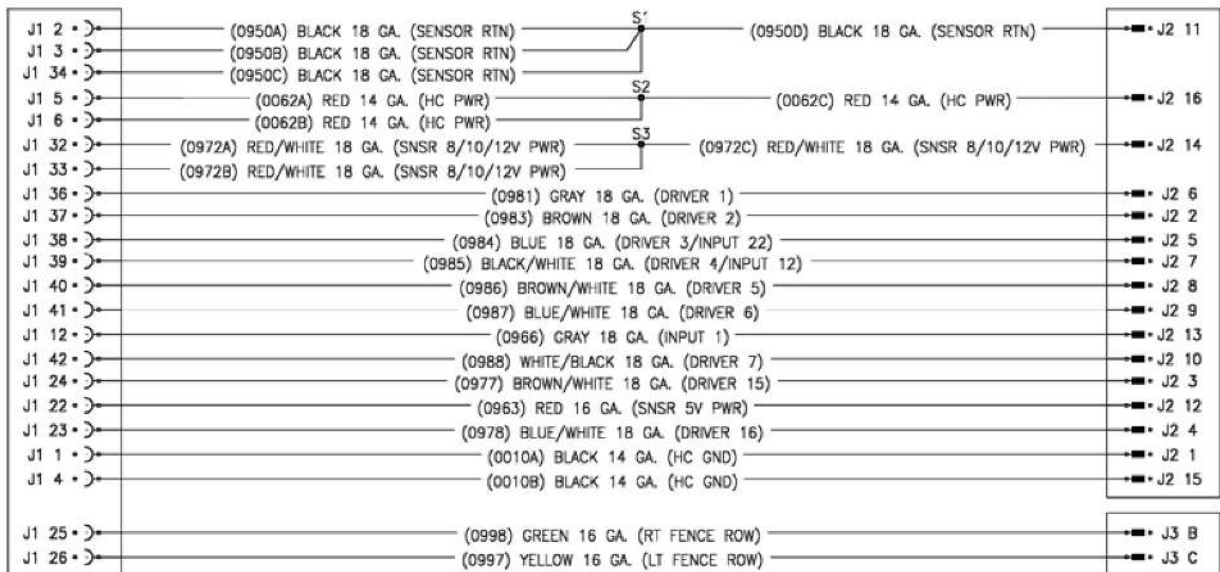 J1 2 (0950A) BLACK 18 GA. (SENSOR RTN) S1 (0950D) BLACK 18 GA. (SENSOR RTN) J2 11
J1 3 (0950B) BLACK 18 GA. (SENSOR RTN)
J1 34 (0950C) BLACK 18 GA. (SENSOR RTN)
J1 5 (0062A) RED 14 GA. (HC PWR) S2 (0062C) RED 14 GA. (HC PWR) J2 16
J1 6 (0062B) RED 14 GA. (HC PWR)
J1 32 (0972A) RED/WHITE 18 GA. (SNSR 8/10/12V PWR) S3 (0972C) RED/WHITE 18 GA. (SNSR 8/10/12V PWR) J2 14
J1 33 (0972B) RED/WHITE 18 GA. (SNSR 8/10/12V PWR)
J1 36 (0981) GRAY 18 GA. (DRIVER 1) J2 6
J1 37 (0983) BROWN 18 GA. (DRIVER 2) J2 2
J1 38 (0984) BLUE 18 GA. (DRIVER 3/INPUT 22) J2 5
J1 39 (0985) BLACK/WHITE 18 GA. (DRIVER 4/INPUT 12) J2 7
J1 40 (0986) BROWN/WHITE 18 GA. (DRIVER 5) J2 8
J1 41 (0987) BLUE/WHITE 18 GA. (DRIVER 6) J2 9
J1 12 (0966) GRAY 18 GA. (INPUT 1) J2 13
J1 42 (0988) WHITE/BLACK 18 GA. (DRIVER 7) J2 10
J1 24 (0977) BROWN/WHITE 18 GA. (DRIVER 15) J2 3
J1 22 (0963) RED 16 GA. (SNSR 5V PWR) J2 12
J1 23 (0978) BLUE/WHITE 18 GA. (DRIVER 16) J2 4
J1 1 (0010A) BLACK 14 GA. (HC GND) J2 1
J1 4 (0010B) BLACK 14 GA. (HC GND) J2 15
J1 25 (0998) GREEN 16 GA. (RT FENCE ROW) J3 B
J1 26 (0997) YELLOW 16 GA. (LT FENCE ROW) J3 C